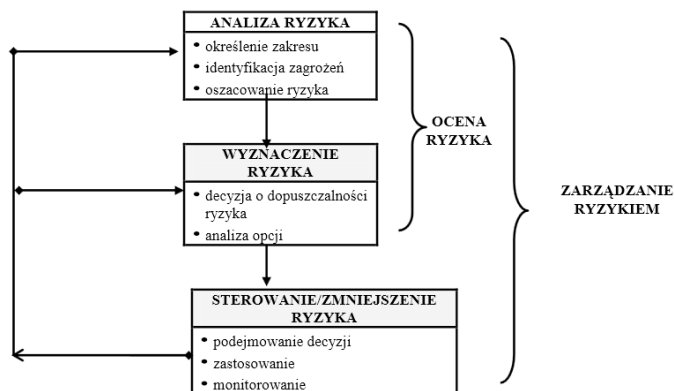 ANALIZA RYZYKA
• określenie zakresu
• identyfikacja zagrożeń
• oszacowanie ryzyka
OCENA
RYZYKA
WYZNACZENIE
RYZYKA
• decyzja o dopuszczalności
ryzyka
• analiza opcji
ZARZĄDZANIE
RYZYKIEM
STEROWANIE/ZMNIEJSZENIE
RYZYKA
• podejmowanie decyzji
• zastosowanie
• monitorowanie